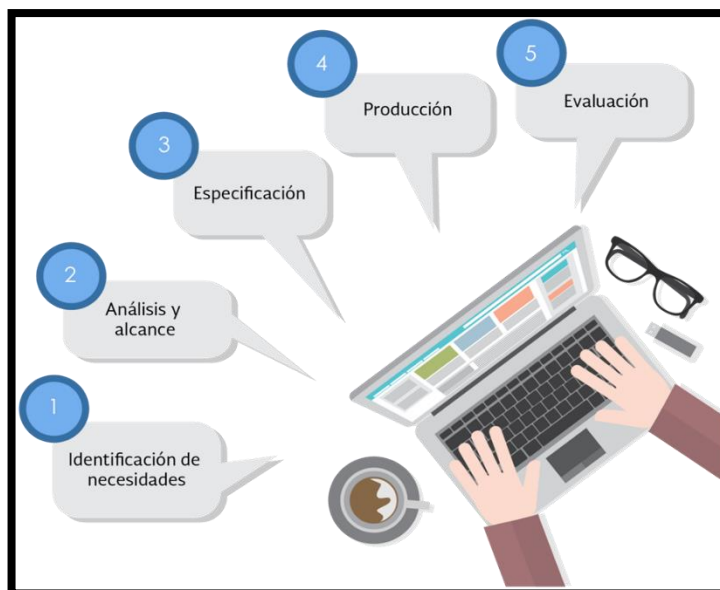 1
Identificación de
necesidades
2
Análisis y
alcance
3
Especificación
4
Producción
5
Evaluación